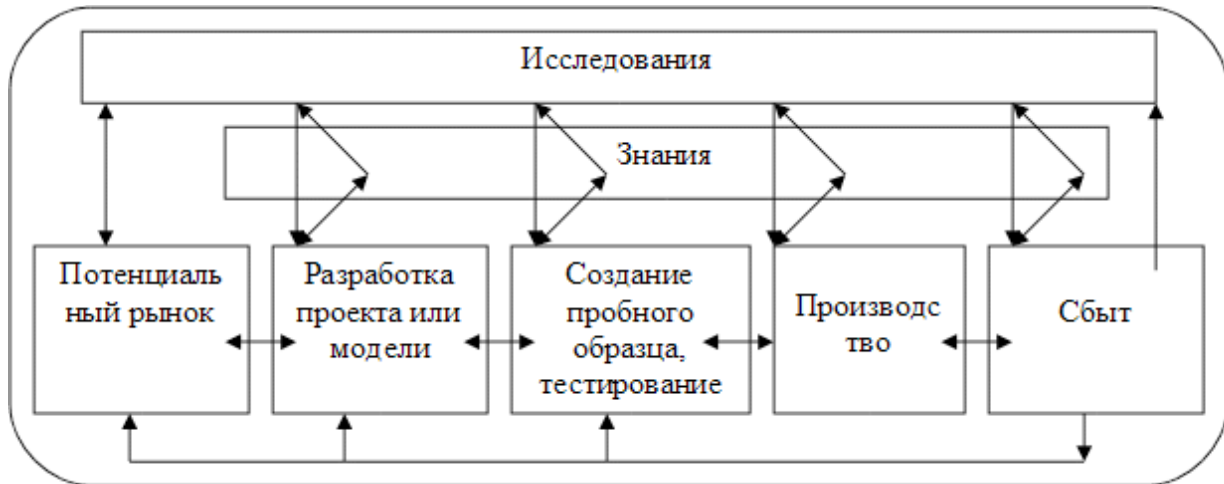 Исследования
Знания
Потенциаль
ный рынок
Разработка
проекта или
модели
Создание
пробного
образца,
тестирование
Производс
тво
Сбыт